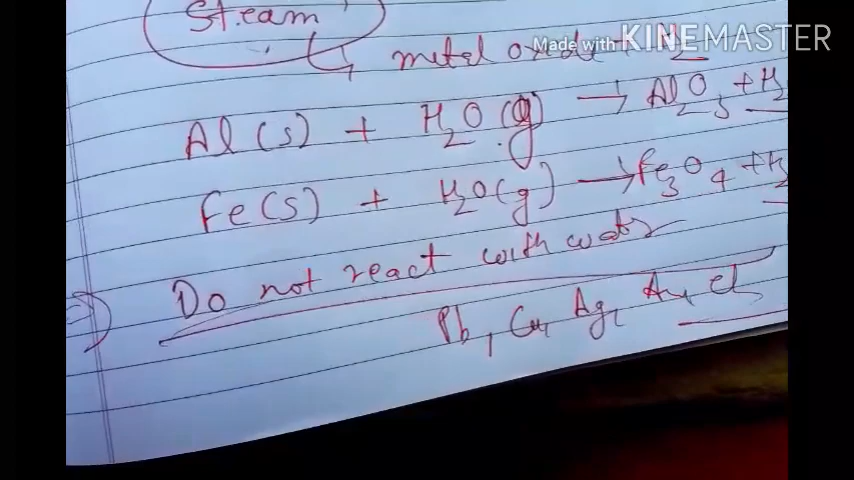 Steam
↳ metal oxide + H2
Made with KINEMASTER
Al(s) + H2O(g) → Al2O3 + H2
Fe(s) + H2O(g) → Fe3O4 + H2
Do not react with water
Pb, Cu, Ag, Au,